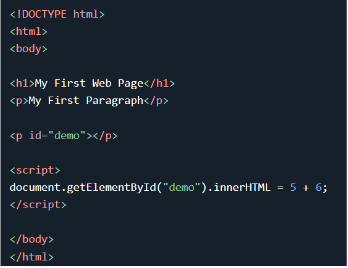 <!DOCTYPE html>
<html>
<body>
<h1>My First Web Page</h1>
<p>My First Paragraph</p>
<p id="demo"></p>
<script>
document.getElementById("demo").innerHTML = 5 + 6;
</script>
</body>
</html>